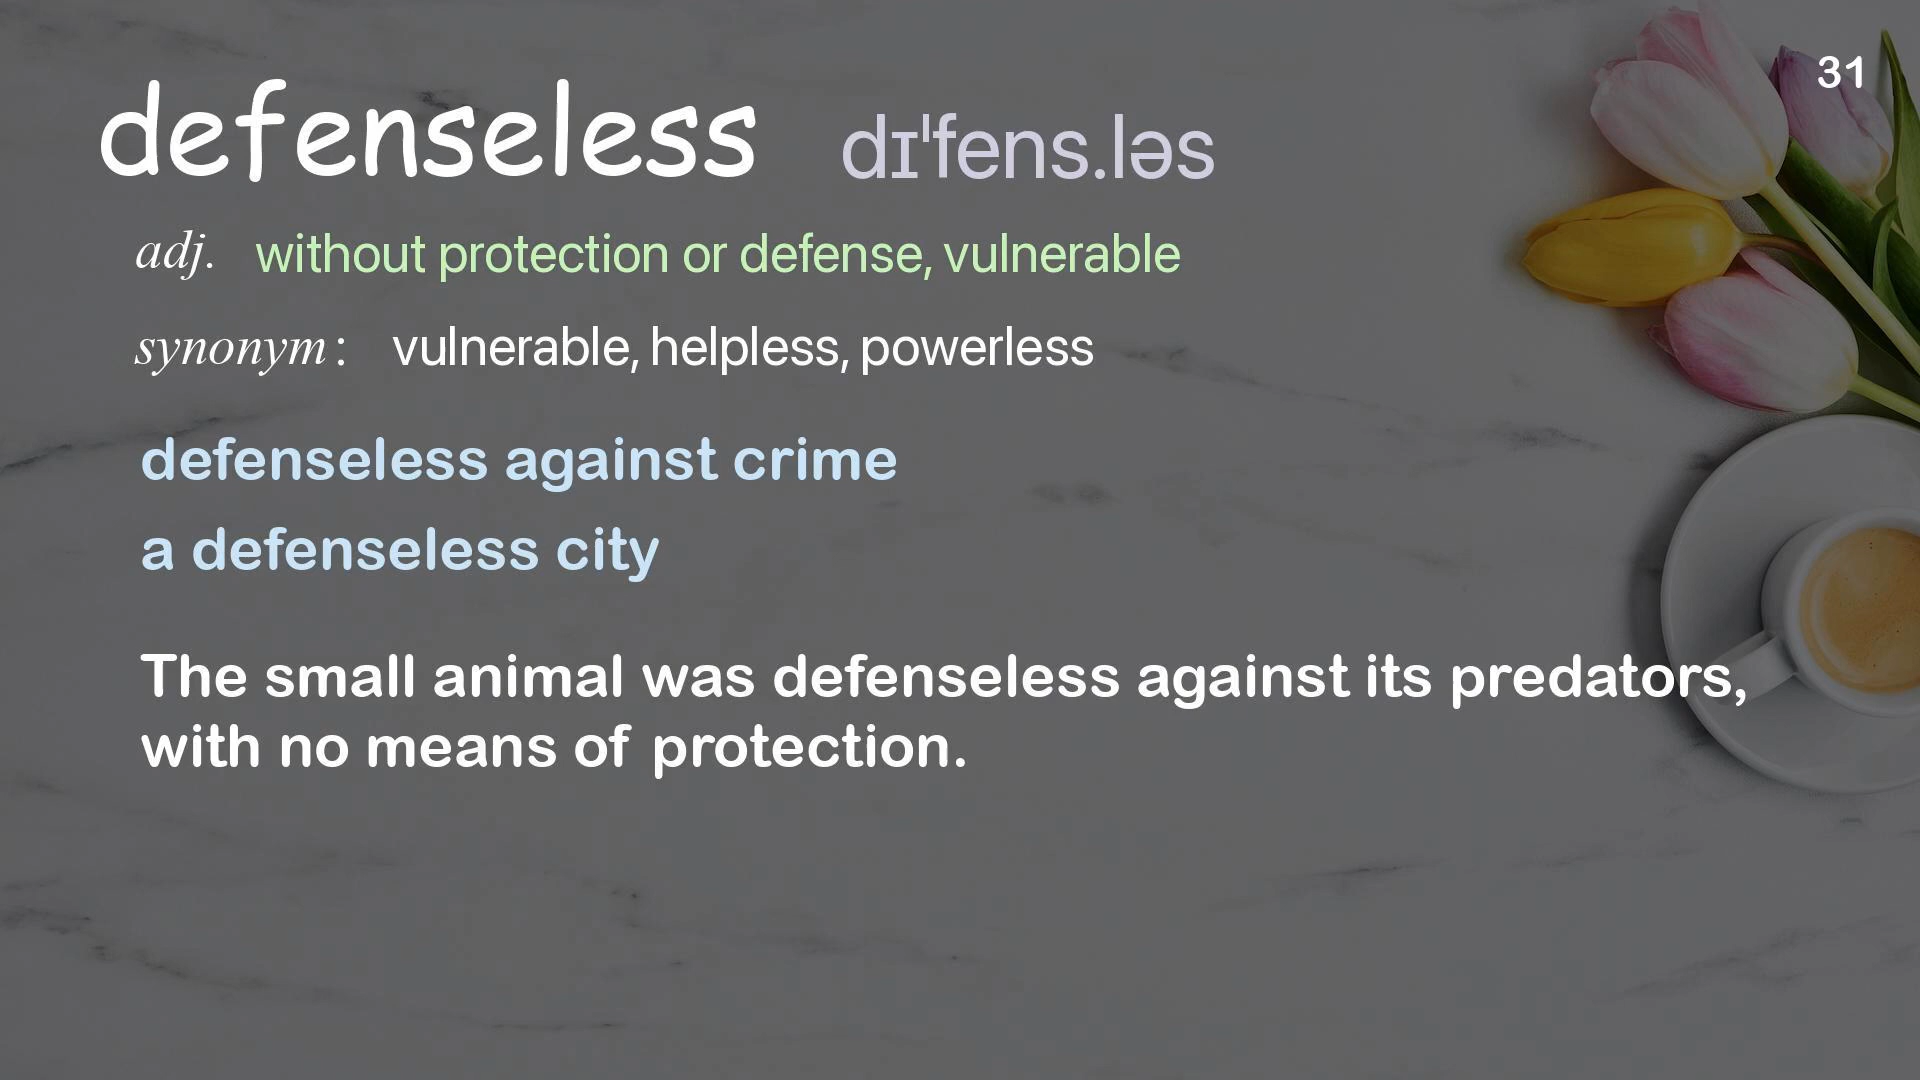 31
defenseless dɪˈfens.ləs
adj. without protection or defense, vulnerable
synonym: vulnerable, helpless, powerless
defenseless against crime
a defenseless city
The small animal was defenseless against its predators,
with no means of protection.